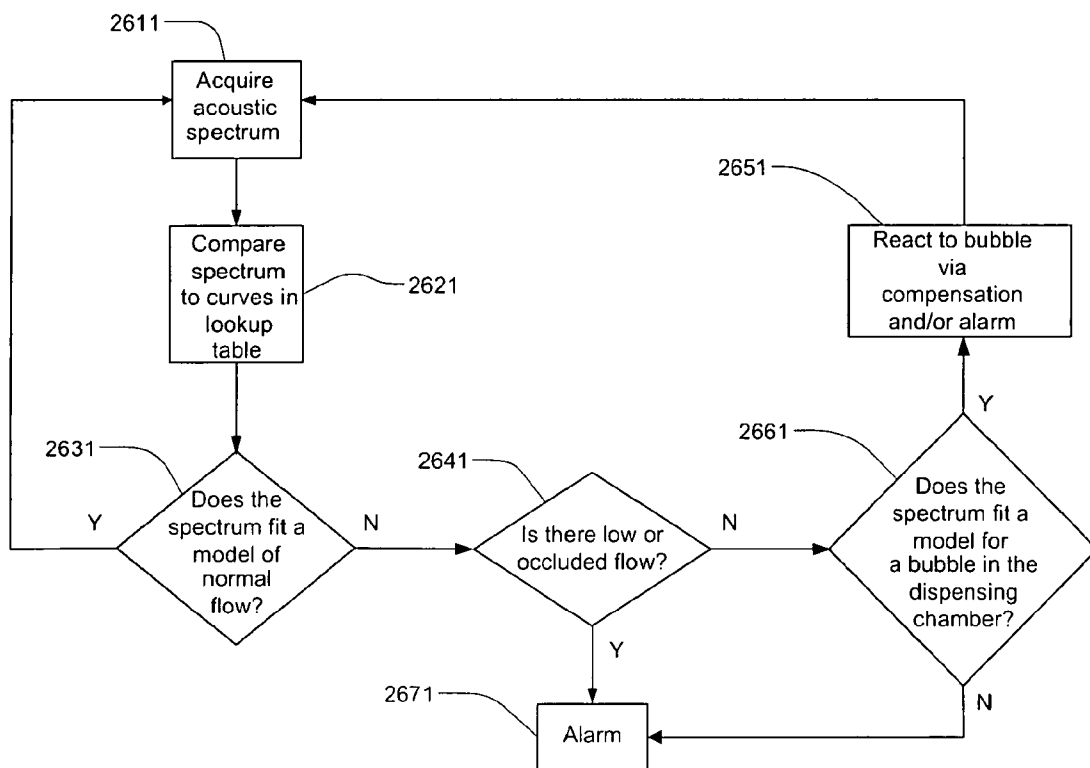 2611
Acquire
acoustic
spectrum
2651
Compare
spectrum
to curves in
lookup
table
2621
React to bubble
via
compensation
and/or alarm
Y
2631
2641
2661
Does the
spectrum fit a
model of
normal
flow?
Y
N
Is there low or
occluded flow?
N
Y
Does the
spectrum fit a
model for
a bubble in the
dispensing
chamber?
N
2671
Alarm